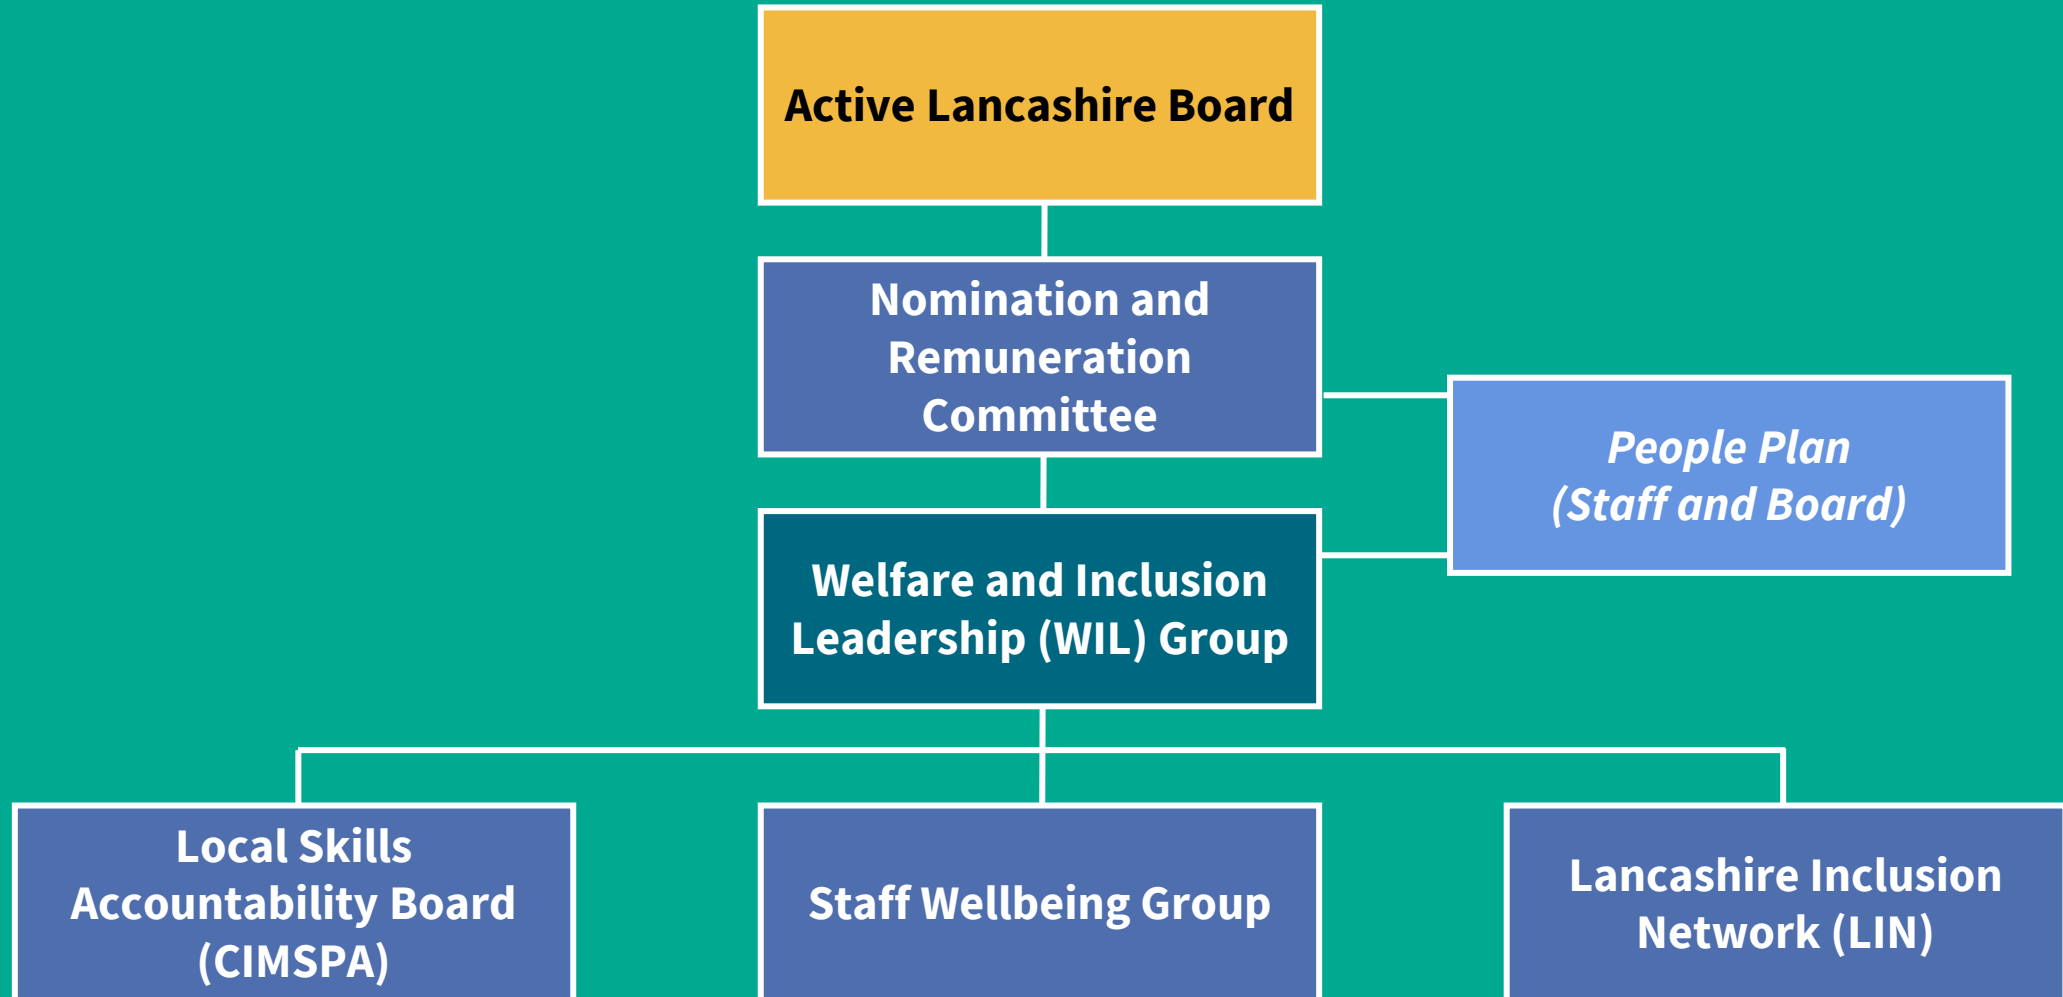 Active Lancashire Board
Nomination and
Remuneration
Committee
People Plan
(Staff and Board)
Welfare and Inclusion
Leadership (WIL) Group
Local Skills
Accountability Board
(CIMSPA)
Staff Wellbeing Group
Lancashire Inclusion
Network (LIN)